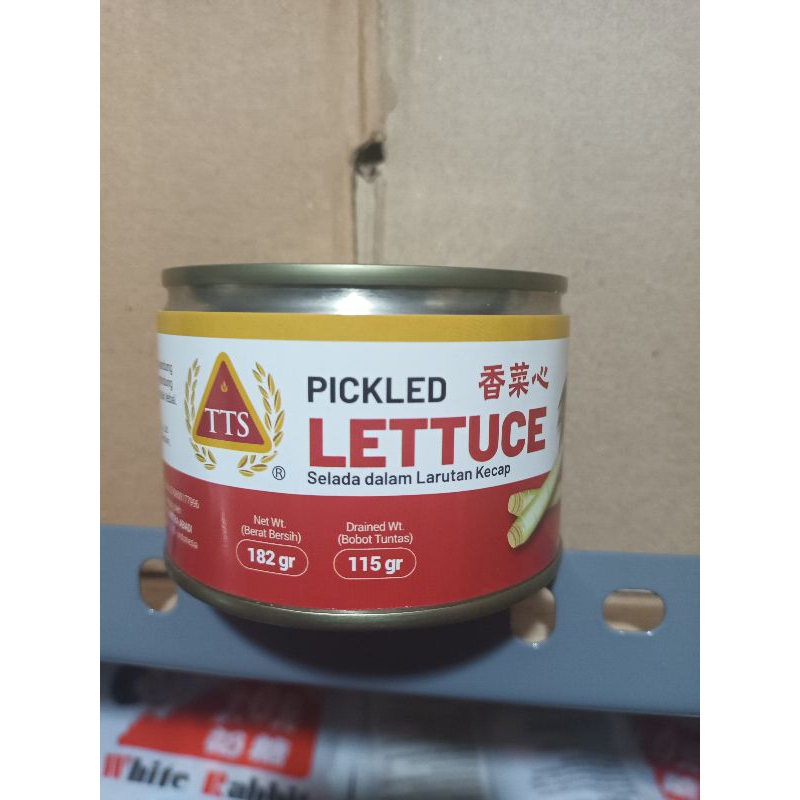 TTS
®
PICKLED 香菜心
LETTUCE
Selada dalam Larutan Kecap
Net Wt.
(Berat Bersih)
182 gr
Drained Wt.
(Bobot Tuntas)
115 gr
White Rabbit